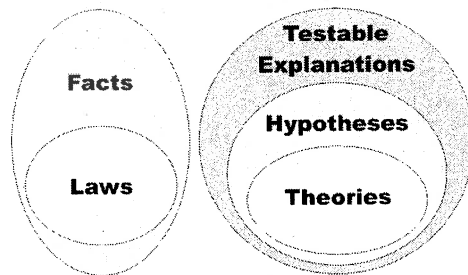 Facts
Laws
Testable
Explanations
Hypotheses
Theories